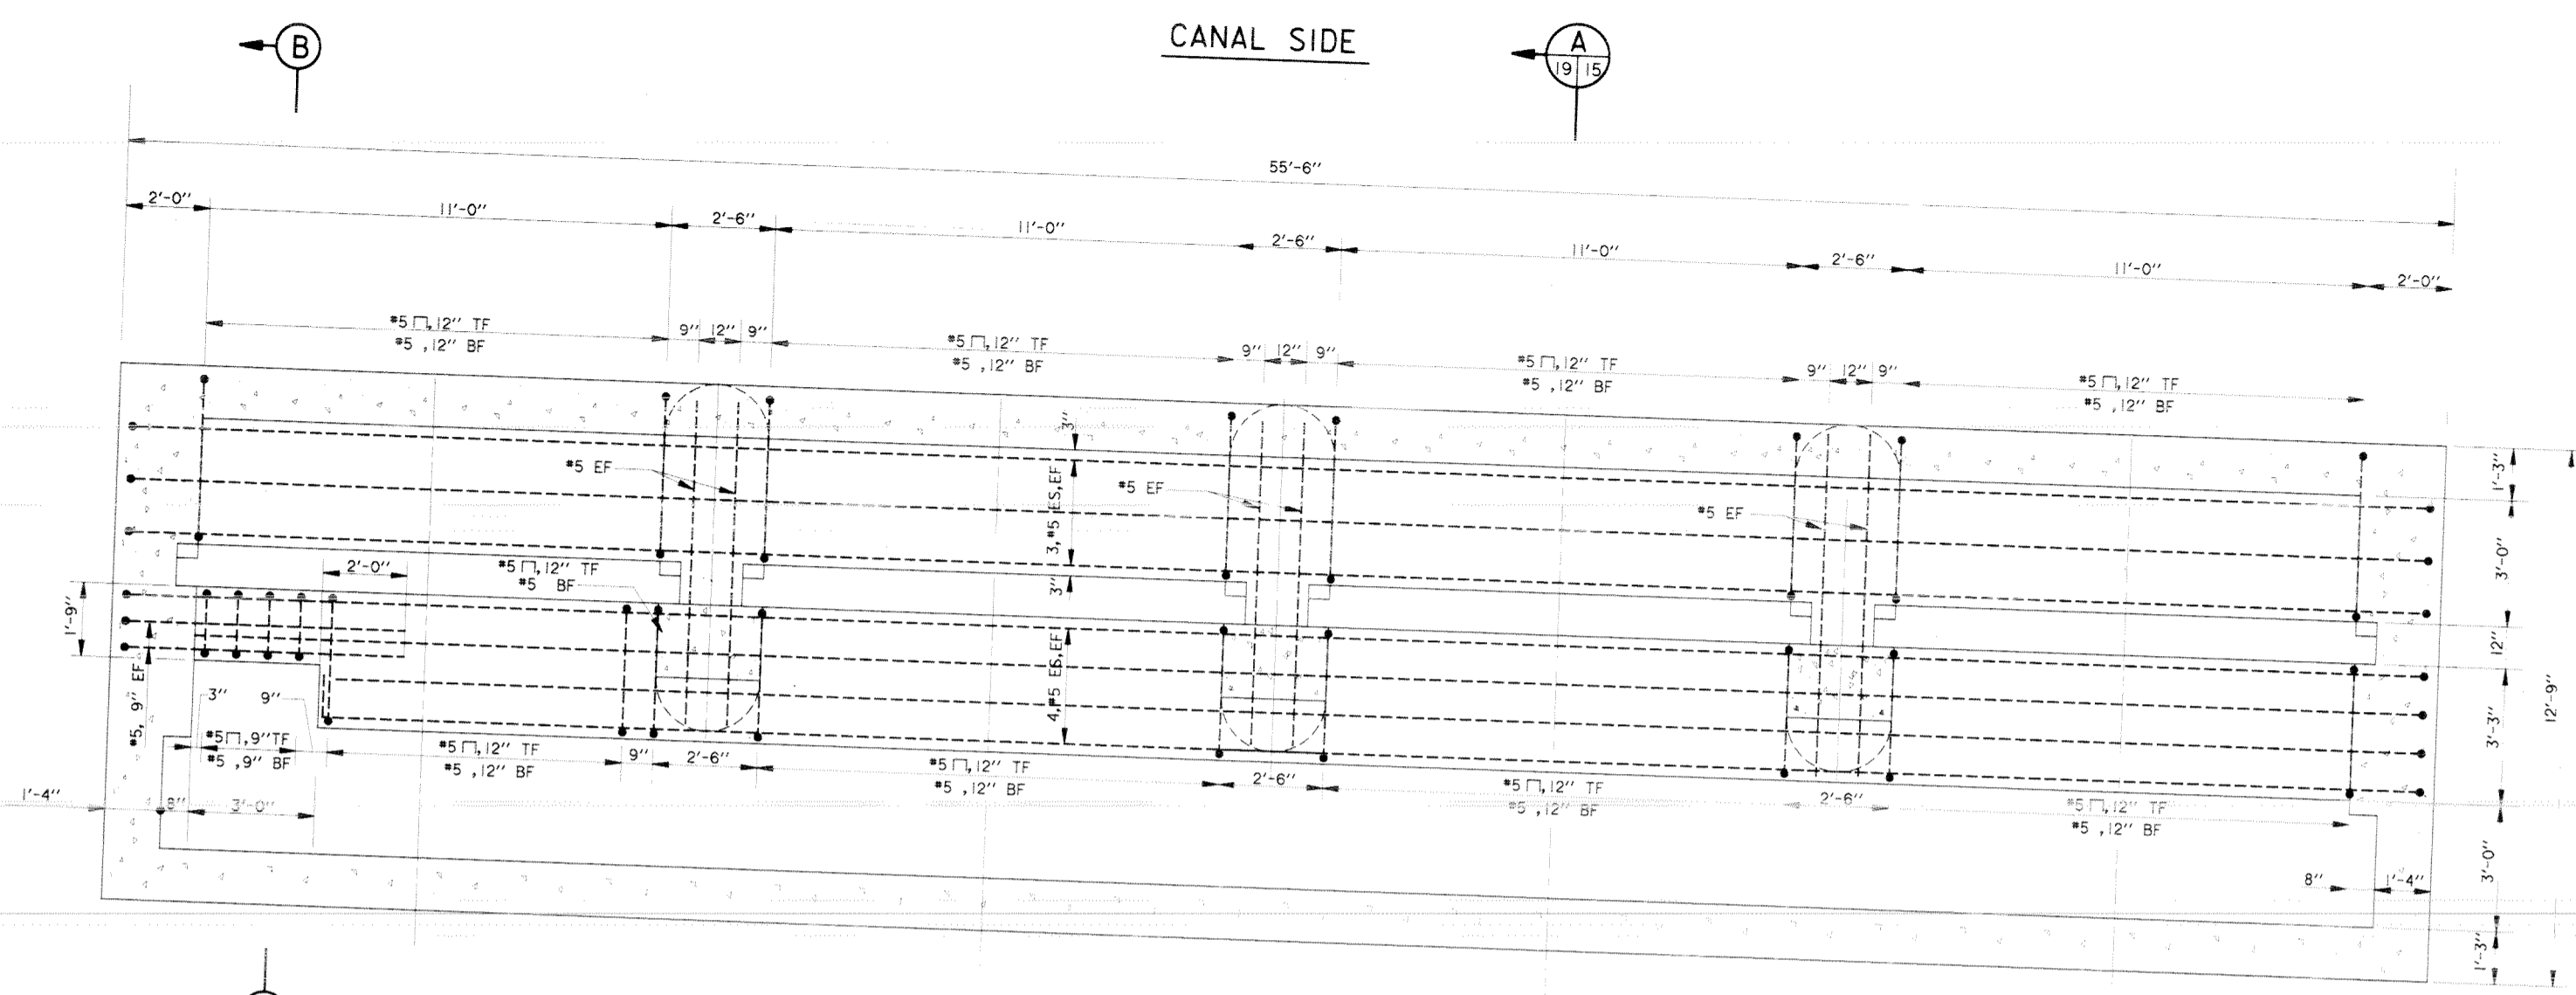 CANAL SIDE
B
A
19 15
55'-6"
2'-0" 11'-0" 2'-6" 11'-0" 2'-6" 11'-0" 2'-6" 11'-0" 2'-0"
#5 ⊓, 12" TF
#5 , 12" BF
9" 12" 9"
#5 ⊓, 12" TF
#5 , 12" BF
9" 12" 9"
#5 ⊓, 12" TF
#5 , 12" BF
9" 12" 9"
#5 ⊓, 12" TF
#5 , 12" BF
3"
#5 EF
3, #5 ES, EF
#5 EF
#5 EF
1'-3"
3'-0"
2'-0"
#5 ⊓, 12" TF
#5 BF
3"
1'-9"
12"
4, #5 ES, EF
#5, 9" EF
3'-3"
12'-9"
3" 9"
#5 ⊓, 9" TF
#5 , 9" BF
#5 ⊓, 12" TF
#5 , 12" BF
9" 2'-6"
#5 ⊓, 12" TF
#5 , 12" BF
2'-6"
#5 ⊓, 12" TF
#5 , 12" BF
2'-6"
#5 ⊓, 12" TF
#5 , 12" BF
1'-4" 8" 3'-0"
3'-0"
8" 1'-4"
1'-3"